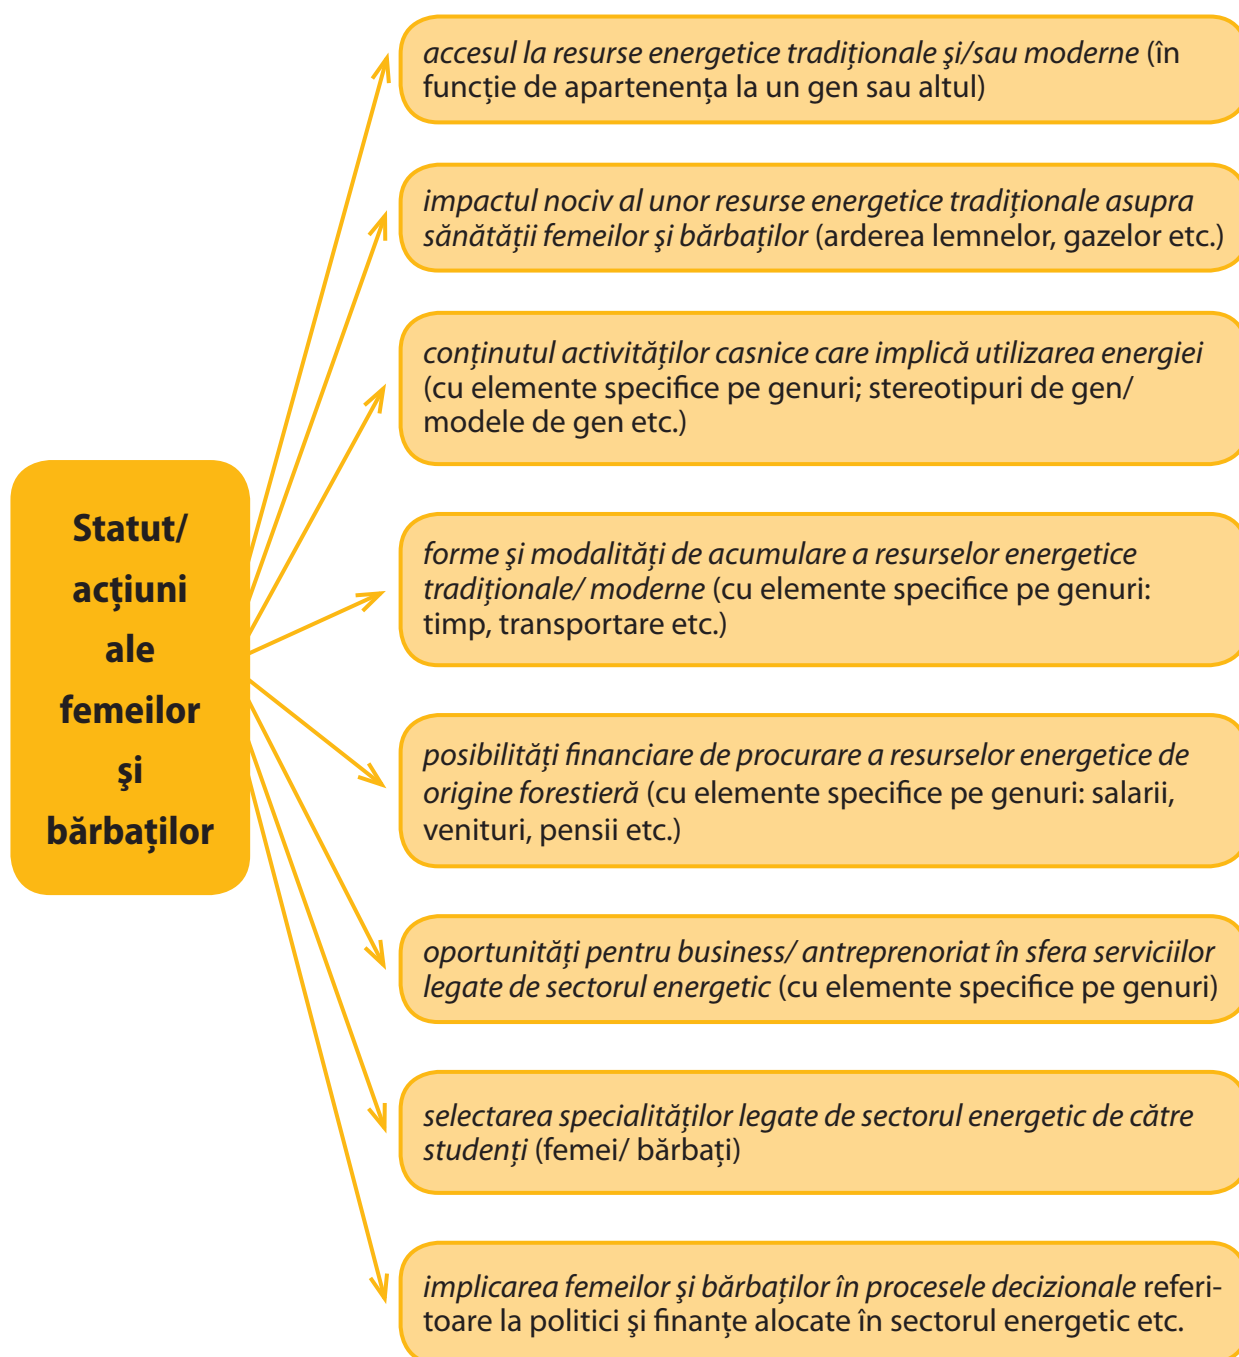 accesul la resurse energetice tradiționale și/sau moderne (în
funcție de apartenența la un gen sau altul)
impactul nociv al unor resurse energetice tradiționale asupra
sănătății femeilor și bărbaților (arderea lemnelor, gazelor etc.)
conținutul activităților casnice care implică utilizarea energiei
(cu elemente specifice pe genuri; stereotipuri de gen/
modele de gen etc.)
Statut/
acțiuni
ale
femeilor
şi
bărbaților
forme şi modalități de acumulare a resurselor energetice
tradiționale/ moderne (cu elemente specifice pe genuri:
timp, transportare etc.)
posibilități financiare de procurare a resurselor energetice de
origine forestieră (cu elemente specifice pe genuri: salarii,
venituri, pensii etc.)
oportunități pentru business/ antreprenoriat în sfera serviciilor
legate de sectorul energetic (cu elemente specifice pe genuri)
selectarea specialităților legate de sectorul energetic de către
studenți (femei/ bărbați)
implicarea femeilor şi bărbaților în procesele decizionale referi-
toare la politici şi finanțe alocate în sectorul energetic etc.